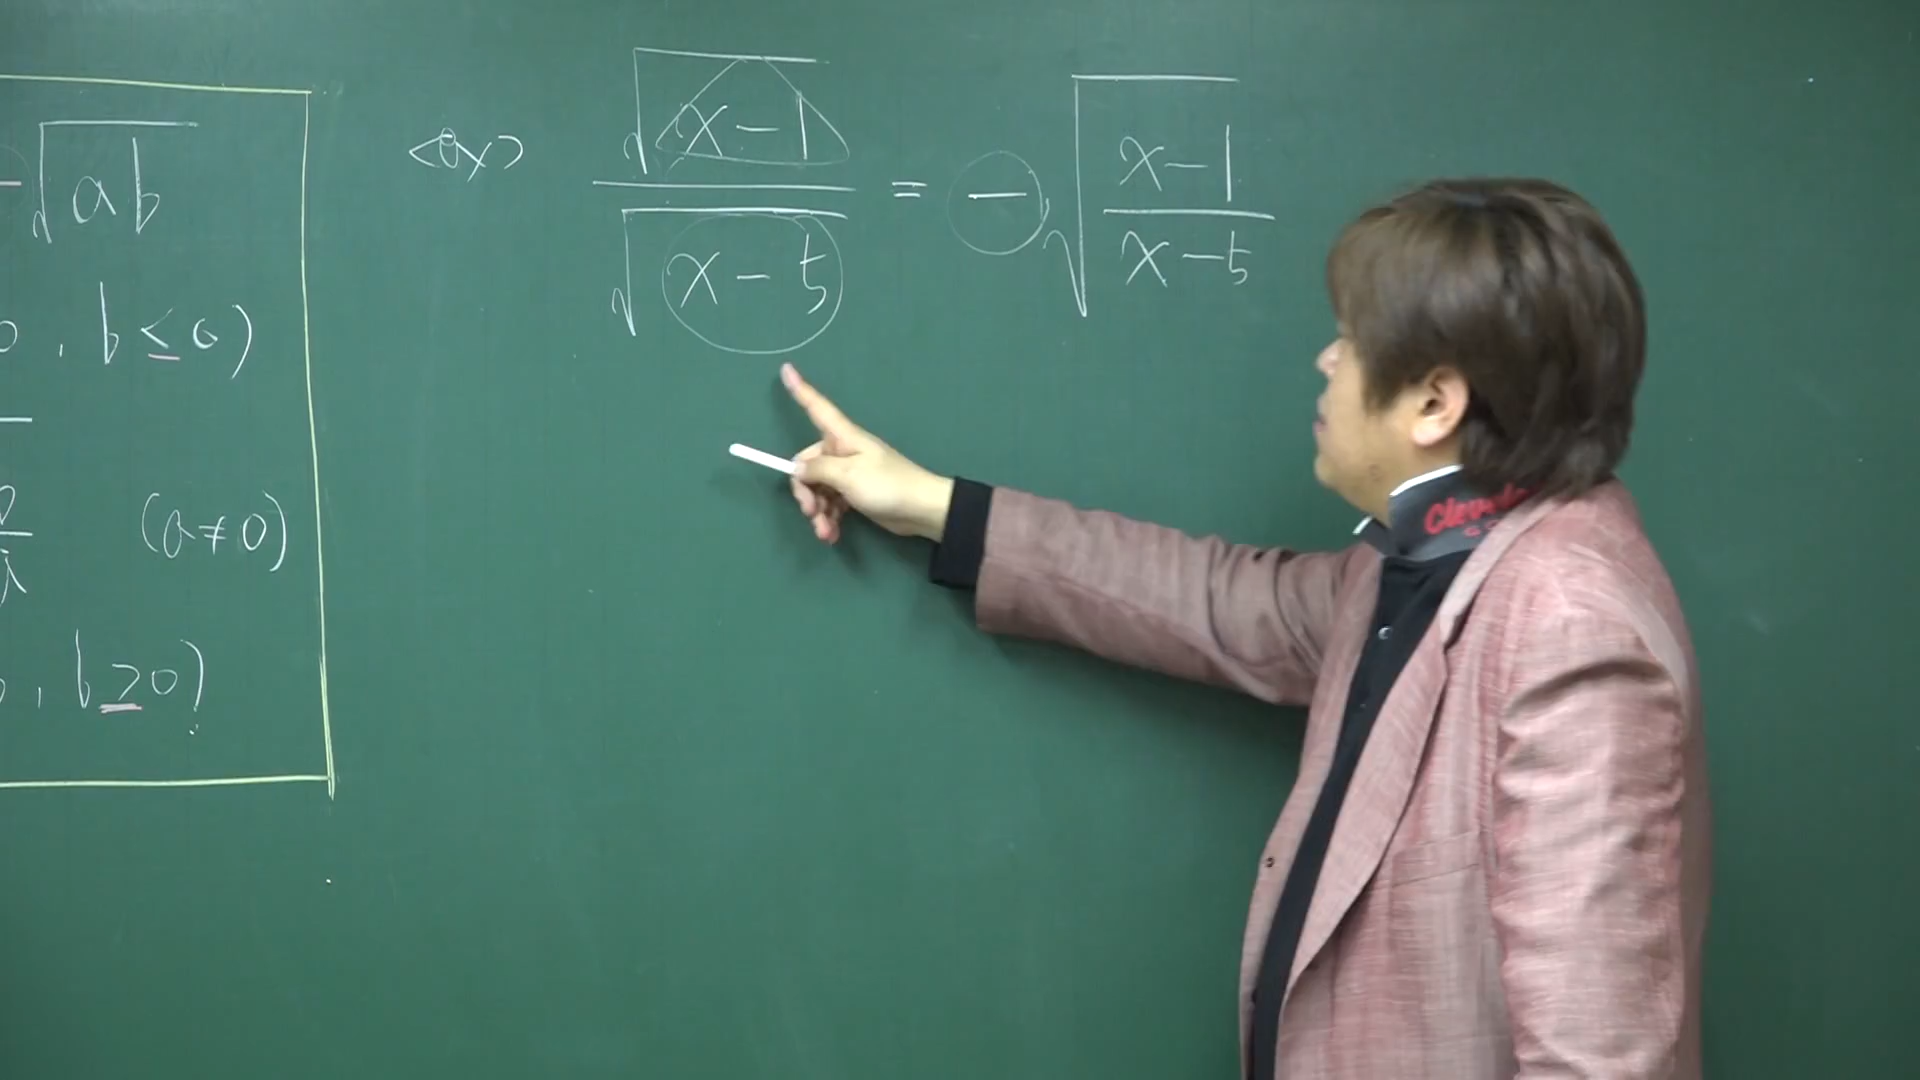 -√ab
, b ≤ 0)
(a ≠ 0)
i
, b ≥ 0)
<ex> √(x-1) / √(x-5) = - √((x-1)/(x-5))